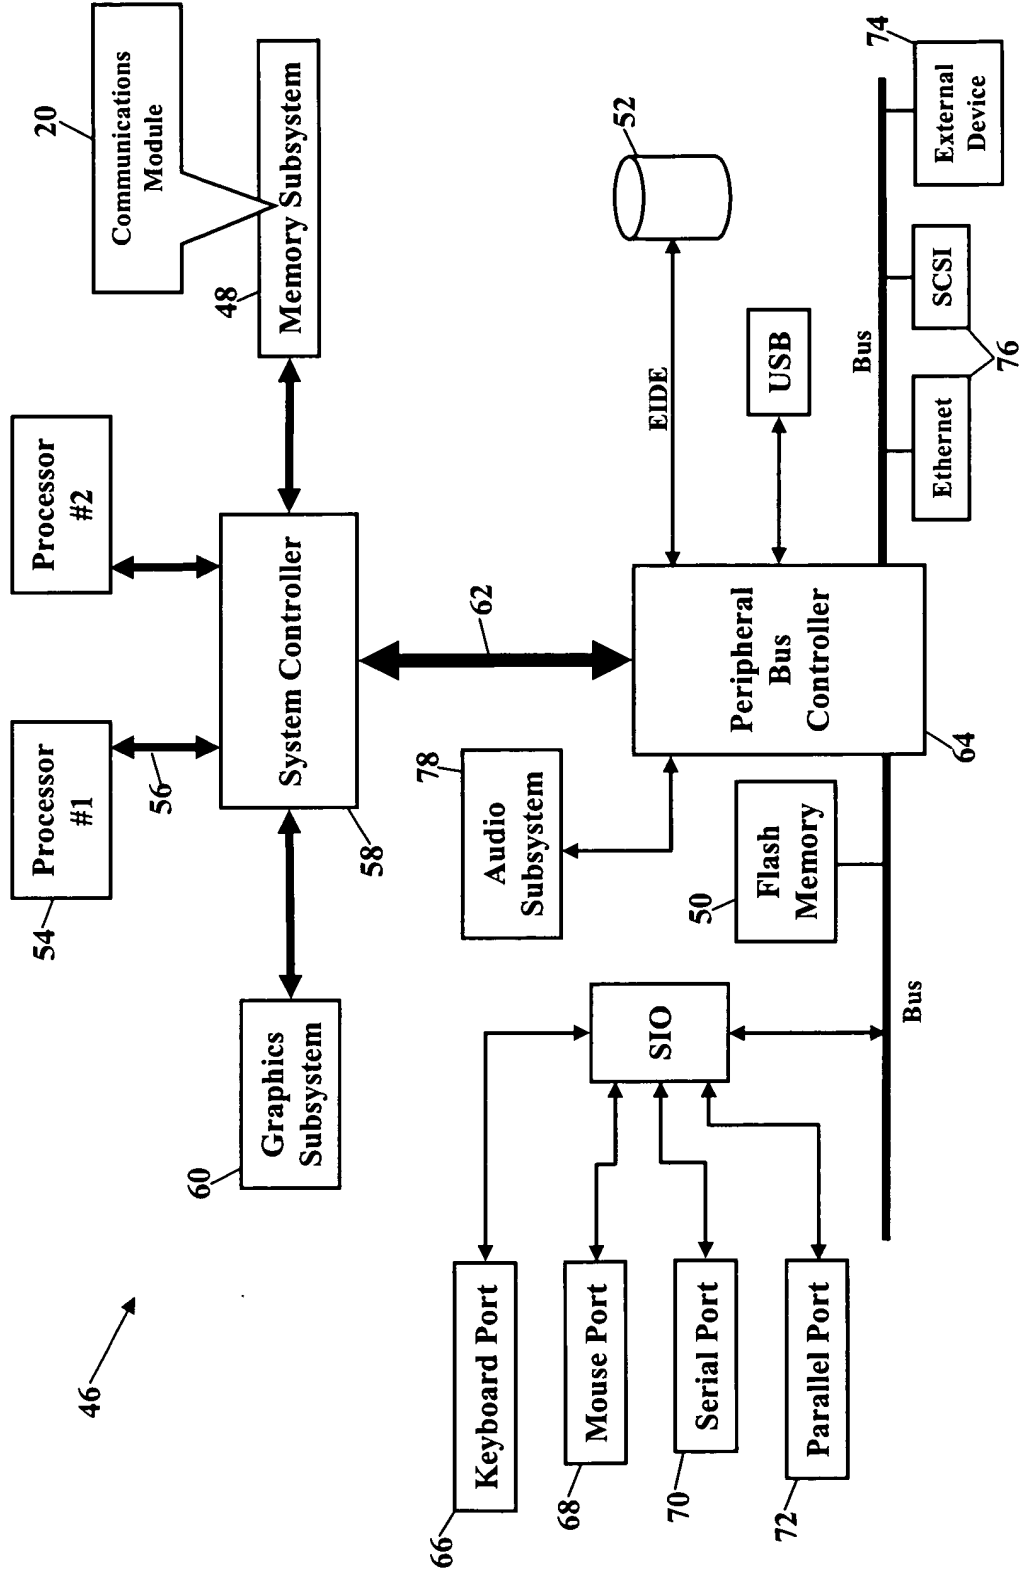 46
54
Processor
#1
56
Processor
#2
20
Communications
Module
60
Graphics
Subsystem
58
System Controller
48
Memory Subsystem
62
66
Keyboard Port
68
Mouse Port
70
Serial Port
72
Parallel Port
SIO
78
Audio
Subsystem
50
Flash
Memory
Peripheral
Bus
Controller
64
EIDE
52
USB
Bus
Bus
Ethernet
SCSI
76
74
External
Device